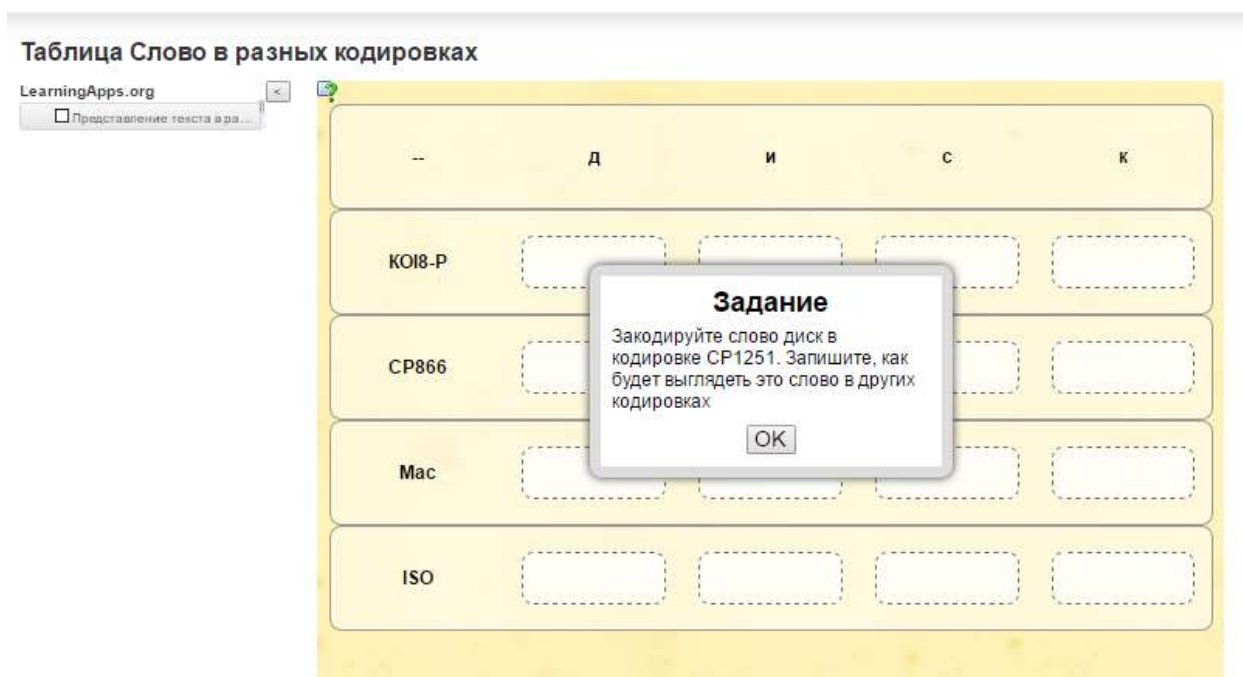 Таблица Слово в разных кодировках
LearningApps.org
<
Представление текста в ра...
--
д
и
с
к
КОI8-Р
CP866
Mac
ISO
Задание
Закодируйте слово диск в
кодировке CP1251. Запишите, как
будет выглядеть это слово в других
кодировках
OK